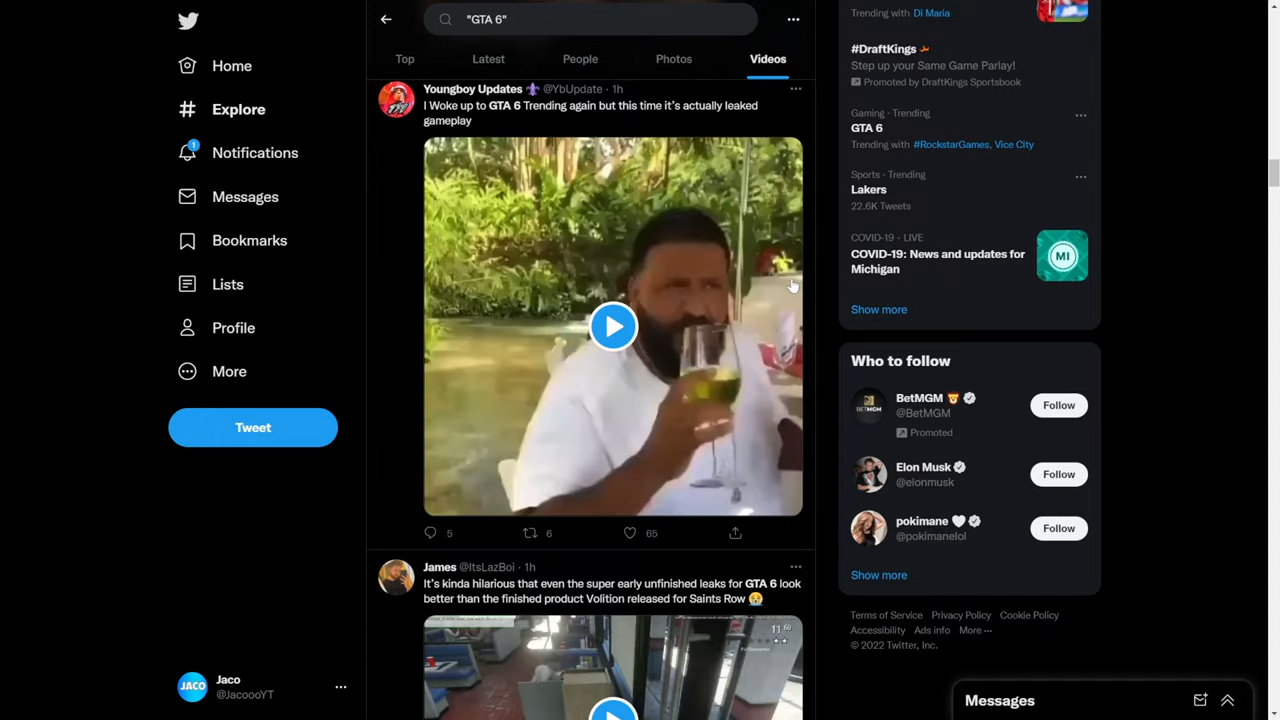 "GTA 6"
Top
Latest
People
Photos
Videos
Home
Explore
1
Notifications
Messages
Bookmarks
Lists
Profile
More
Tweet
Jaco
@JacoooYT
JACO
Youngboy Updates @YbUpdate · 1h
I Woke up to GTA 6 Trending again but this time it's actually leaked
gameplay
5
6
65
James @ItsLazBoi · 1h
It's kinda hilarious that even the super early unfinished leaks for GTA 6 look
better than the finished product Volition released for Saints Row
Trending with Di Maria
#DraftKings
Step up your Same Game Parlay!
Promoted by DraftKings Sportsbook
Gaming · Trending
GTA 6
Trending with #RockstarGames, Vice City
Sports · Trending
Lakers
22.6K Tweets
COVID-19 · LIVE
COVID-19: News and updates for
Michigan
MI
Show more
Who to follow
BetMGM
@BetMGM
Promoted
BETMGM
Follow
Elon Musk
@elonmusk
Follow
pokimane
@pokimanelol
Follow
Show more
Terms of Service Privacy Policy Cookie Policy
Accessibility Ads info More
© 2022 Twitter, Inc.
Messages